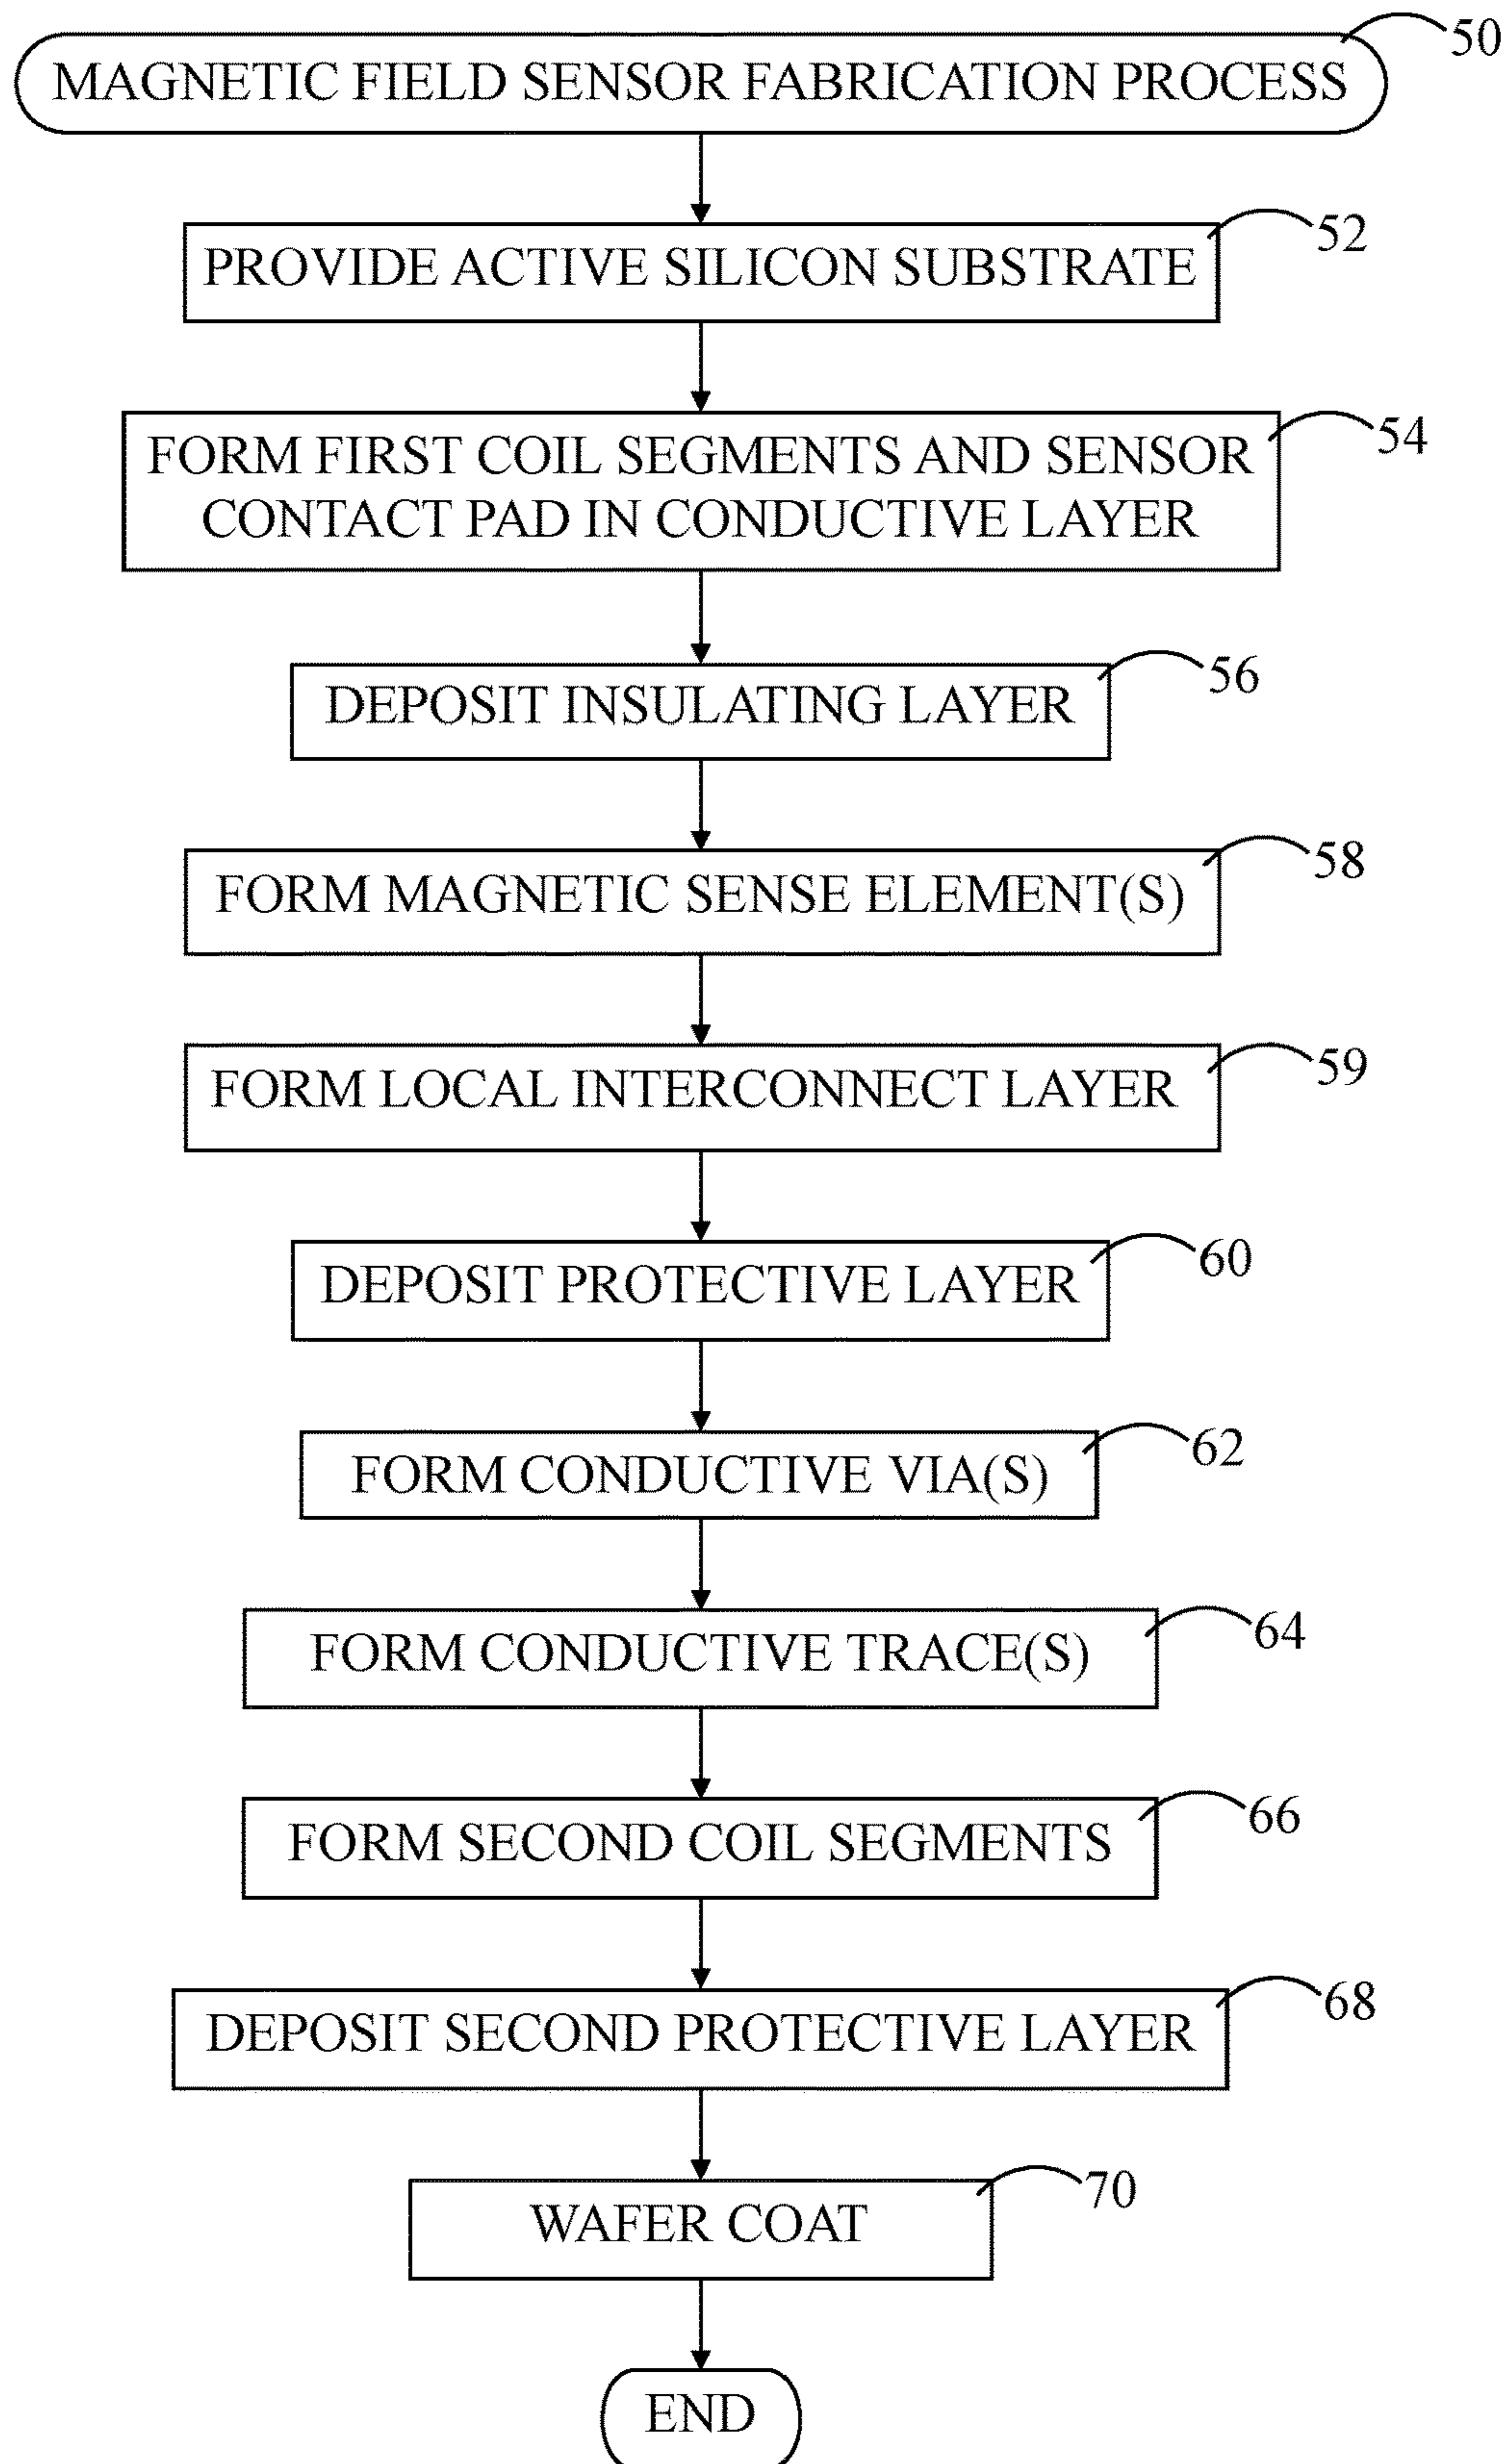 50
MAGNETIC FIELD SENSOR FABRICATION PROCESS
52
PROVIDE ACTIVE SILICON SUBSTRATE
54
FORM FIRST COIL SEGMENTS AND SENSOR
CONTACT PAD IN CONDUCTIVE LAYER
56
DEPOSIT INSULATING LAYER
58
FORM MAGNETIC SENSE ELEMENT(S)
59
FORM LOCAL INTERCONNECT LAYER
60
DEPOSIT PROTECTIVE LAYER
62
FORM CONDUCTIVE VIA(S)
64
FORM CONDUCTIVE TRACE(S)
66
FORM SECOND COIL SEGMENTS
68
DEPOSIT SECOND PROTECTIVE LAYER
70
WAFER COAT
END